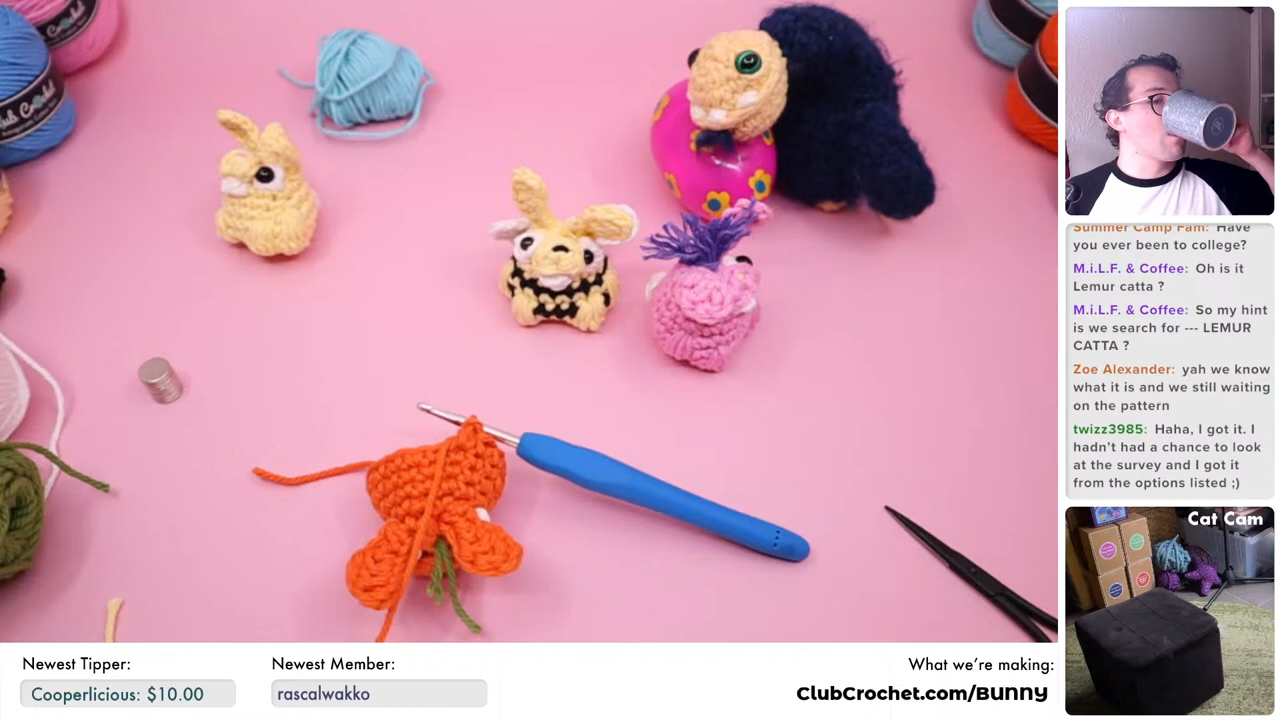 Club Crochet
Summer Camp Fam: Have
you ever been to college?
M.i.L.F. & Coffee: Oh is it
Lemur catta ?
M.i.L.F. & Coffee: So my hint
is we search for --- LEMUR
CATTA ?
Zoe Alexander: yah we know
what it is and we still waiting
on the pattern
twizz3985: Haha, I got it. I
hadn't had a chance to look
at the survey and I got it
from the options listed ;)
Cat Cam
Newest Tipper:
Cooperlicious: $10.00
Newest Member:
rascalwakko
What we're making:
ClubCrochet.com/BUNNY